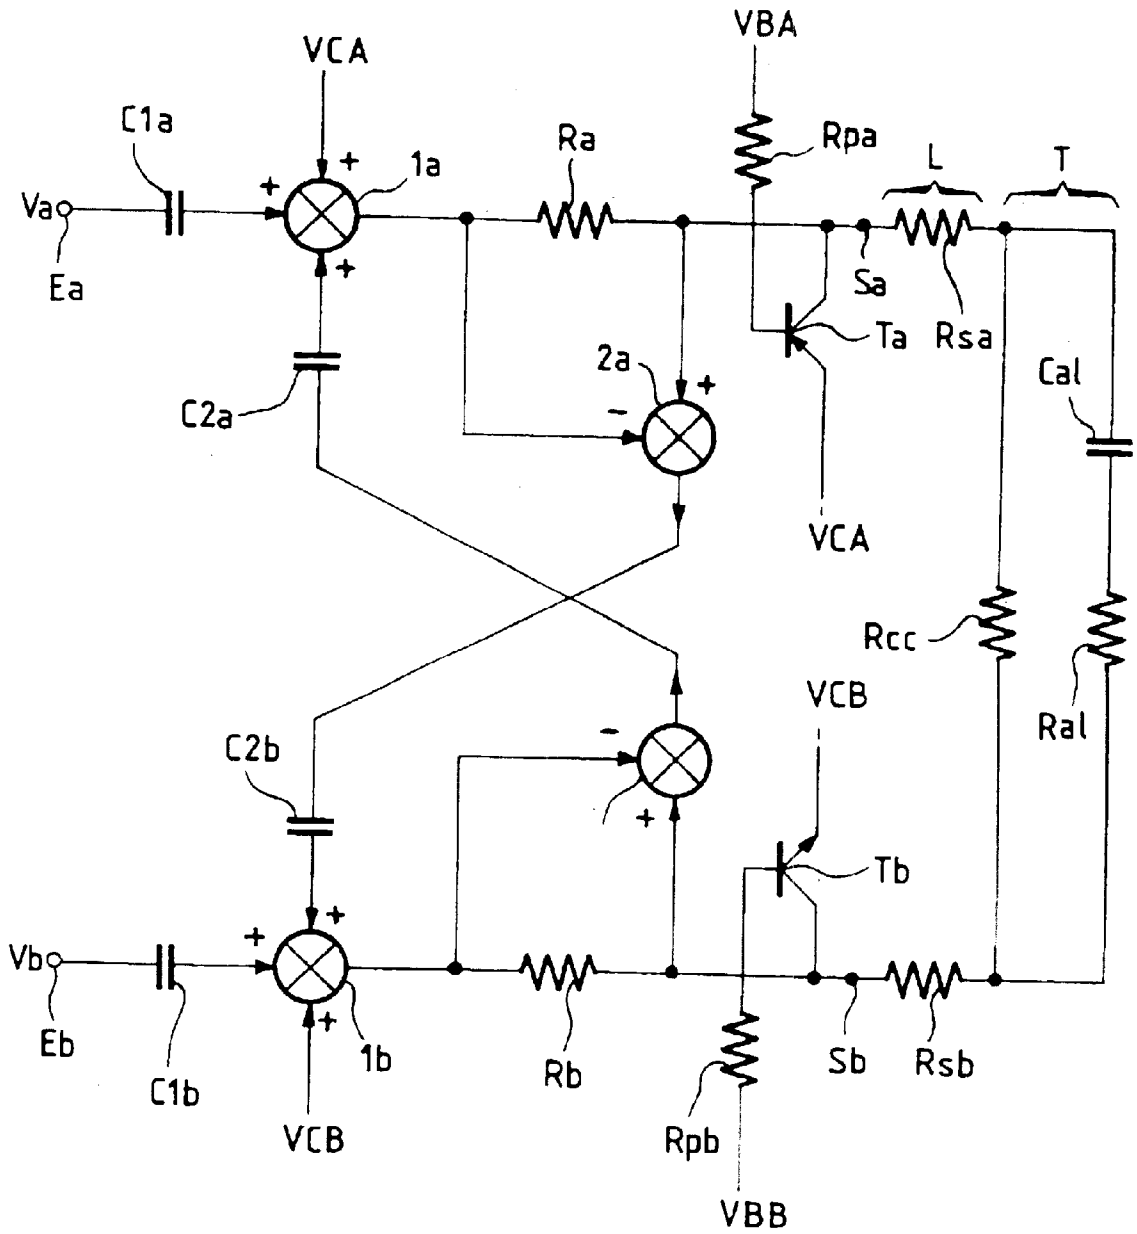 VBA
VCA
C1a
Ra
Rpa
L
T
+
1a
+
Va
Ea
+
Sa
Ta
Rsa
2a
+
Cal
C2a
-
VCA
Rcc
VCB
Ral
C2b
-
+
Tb
+
+
Vb
Eb
+
1b
Rb
Sb
Rsb
C1b
VCB
Rpb
VBB